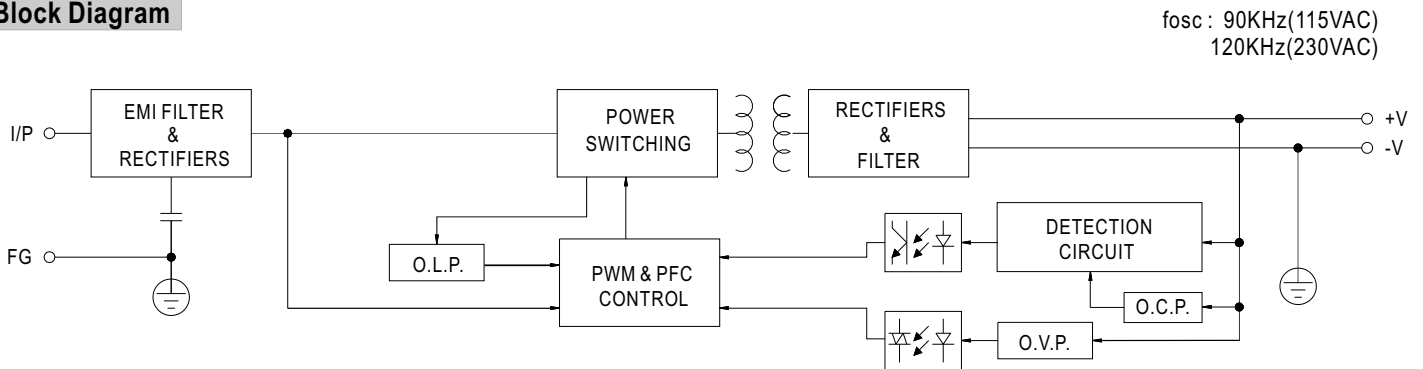 Block Diagram
fosc : 90KHz(115VAC)
120KHz(230VAC)
I/P
EMI FILTER
&
RECTIFIERS
POWER
SWITCHING
RECTIFIERS
&
FILTER
+V
-V
FG
O.L.P.
PWM & PFC
CONTROL
DETECTION
CIRCUIT
O.C.P.
O.V.P.